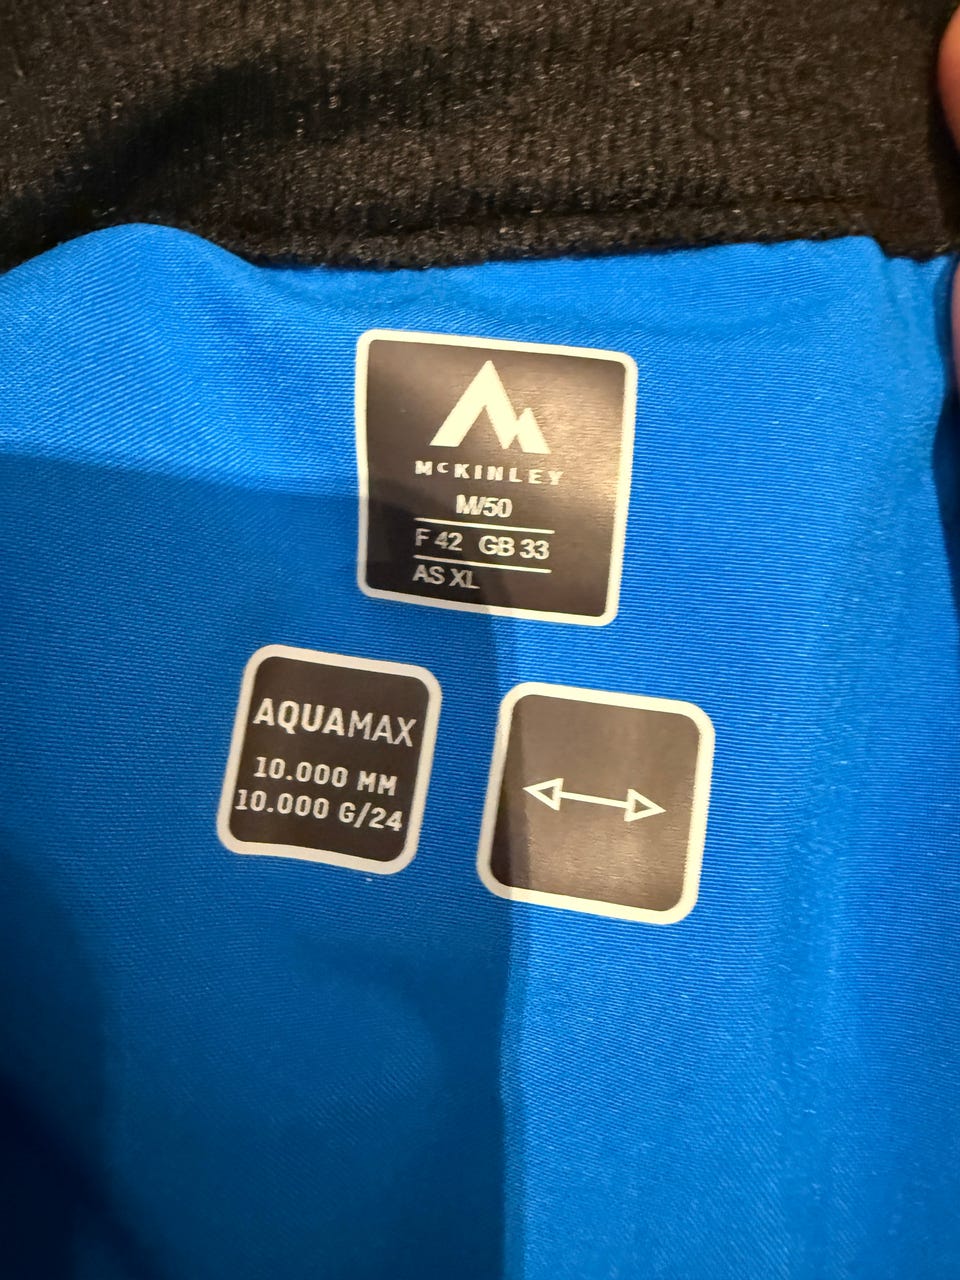 McKINLEY
M/50
F 42 GB 33
AS XL
AQUAMAX
10.000 MM
10.000 G/24